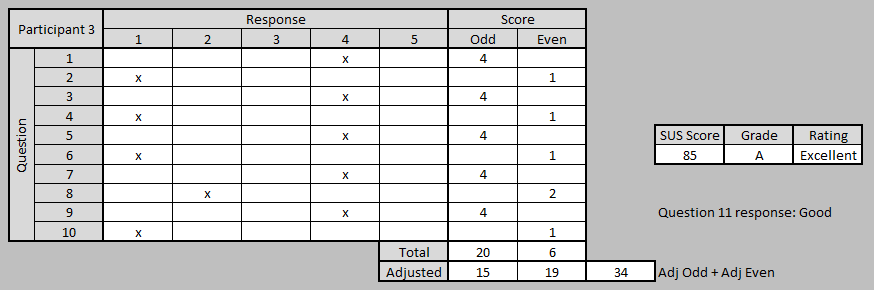 Participant 3 Response Score
1 2 3 4 5 Odd Even
Question
1 x 4
2 x 1
3 x 4
4 x 1
5 x 4
6 x 1
7 x 4
8 x 2
9 x 4
10 x 1
Total 20 6
Adjusted 15 19 34 Adj Odd + Adj Even
SUS Score Grade Rating
85 A Excellent
Question 11 response: Good